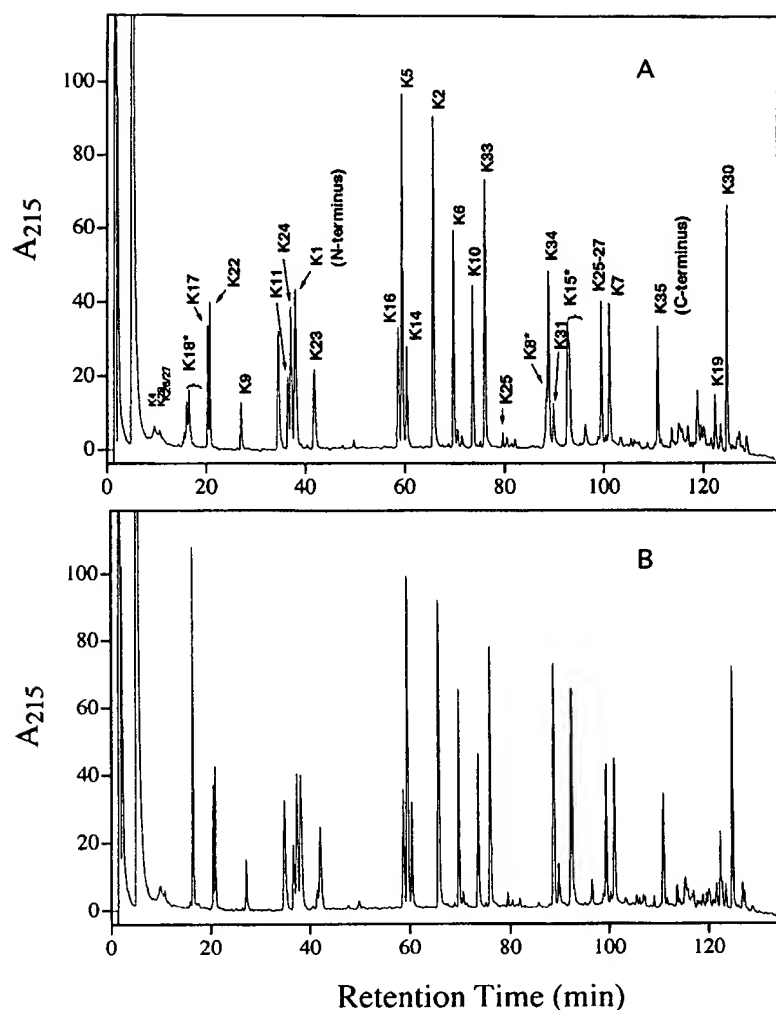 A
A215
100
80
60
40
20
0
K4
K28
K26/27
K18*
K17
K22
K9
K11
K24
K1
(N-terminus)
K23
K16
K5
K14
K2
K6
K10
K33
K25
K8*
K34
K31
K15*
K25-27
K7
K35
(C-terminus)
K19
K30
0 20 40 60 80 100 120
B
A215
100
80
60
40
20
0
0 20 40 60 80 100 120
Retention Time (min)